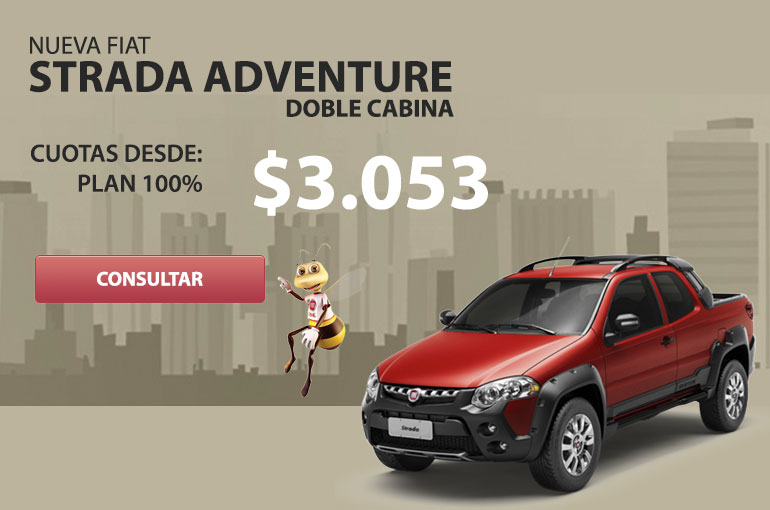 NUEVA FIAT
STRADA ADVENTURE
DOBLE CABINA
CUOTAS DESDE:
PLAN 100%
$3.053
CONSULTAR
Strada